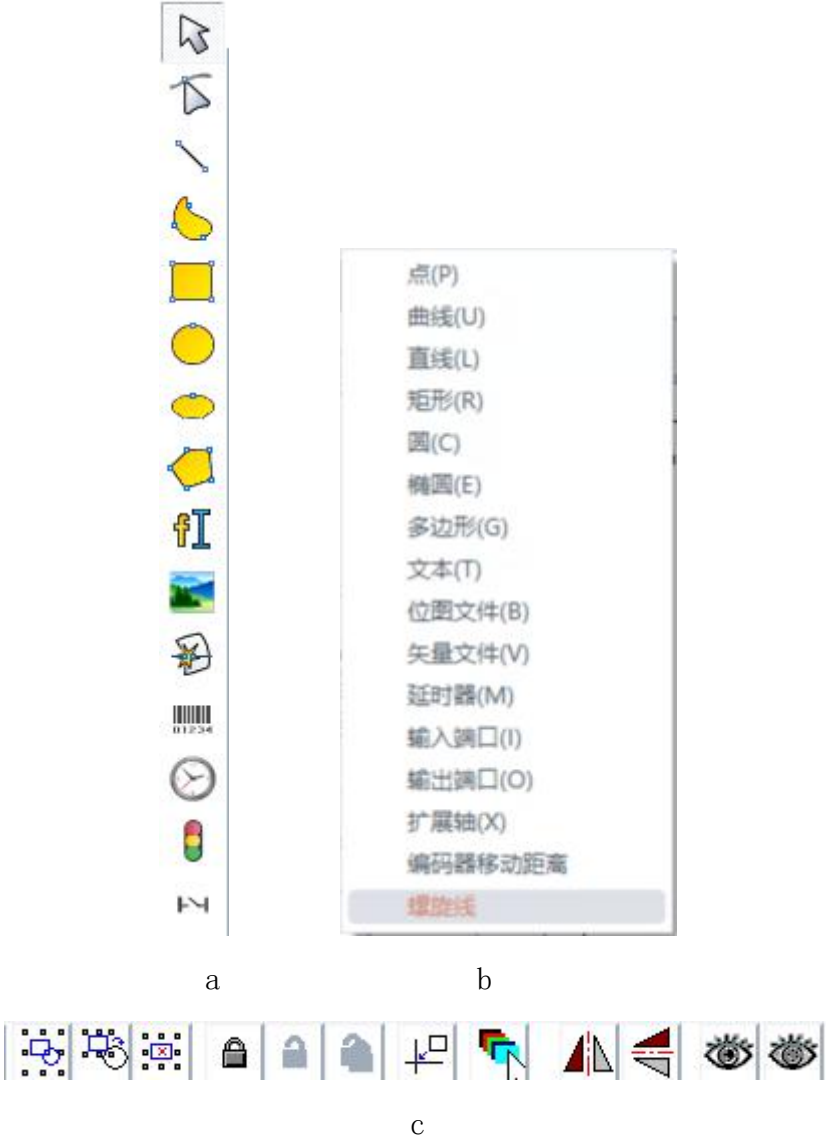 fI
01234
点(P)
曲线(U)
直线(L)
矩形(R)
圆(C)
椭圆(E)
多边形(G)
文本(T)
位图文件(B)
矢量文件(V)
延时器(M)
输入端口(I)
输出端口(O)
扩展轴(X)
编码器移动距离
螺旋线
a
b
c